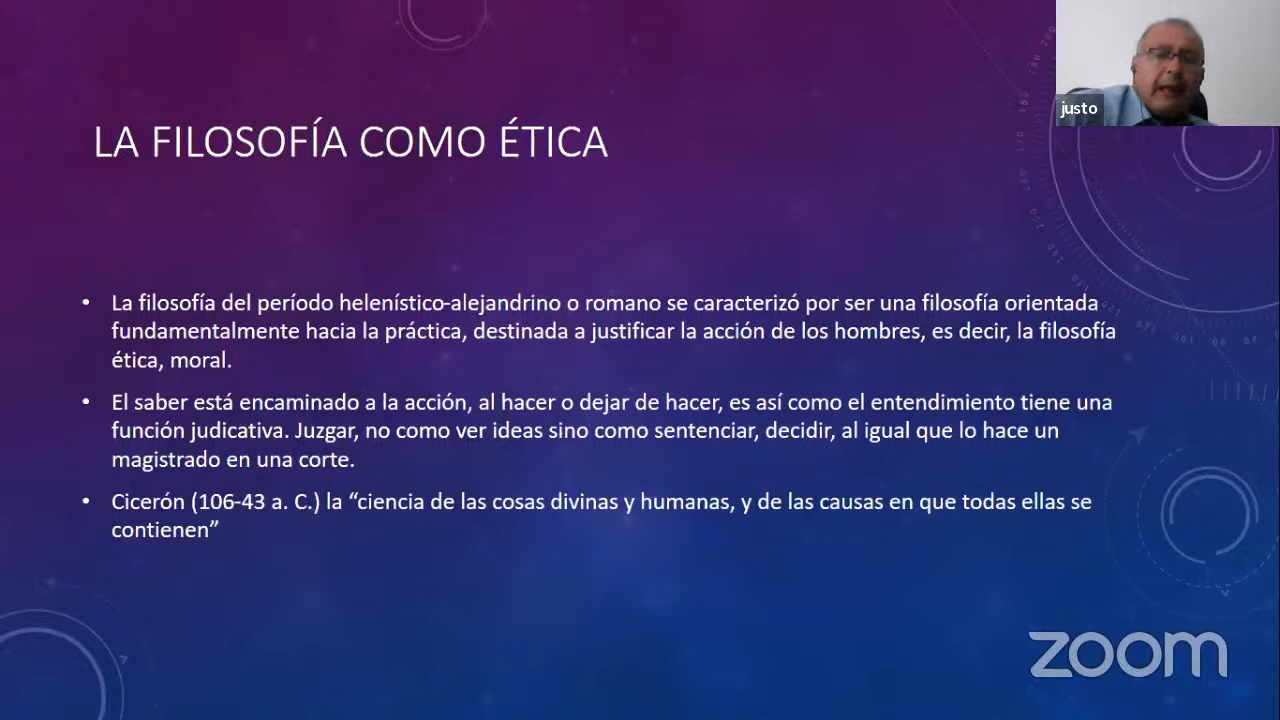 justo
LA FILOSOFÍA COMO ÉTICA
• La filosofía del período helenístico-alejandrino o romano se caracterizó por ser una filosofía orientada
fundamentalmente hacia la práctica, destinada a justificar la acción de los hombres, es decir, la filosofía
ética, moral.
• El saber está encaminado a la acción, al hacer o dejar de hacer, es así como el entendimiento tiene una
función judicativa. Juzgar, no como ver ideas sino como sentenciar, decidir, al igual que lo hace un
magistrado en una corte.
• Cicerón (106-43 a. C.) la “ciencia de las cosas divinas y humanas, y de las causas en que todas ellas se
contienen”
zoom